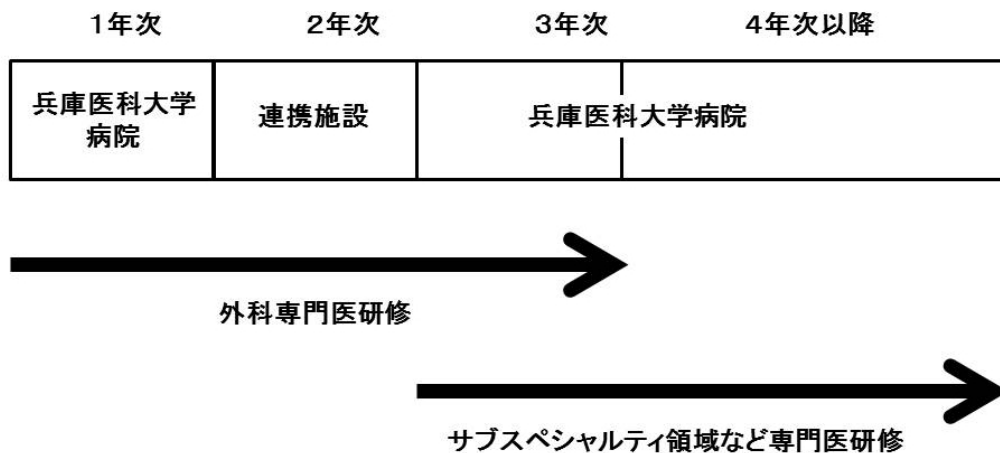 1年次 2年次 3年次 4年次以降
兵庫医科大学
病院
連携施設
兵庫医科大学病院
外科専門医研修
サブスペシャルティ領域など専門医研修